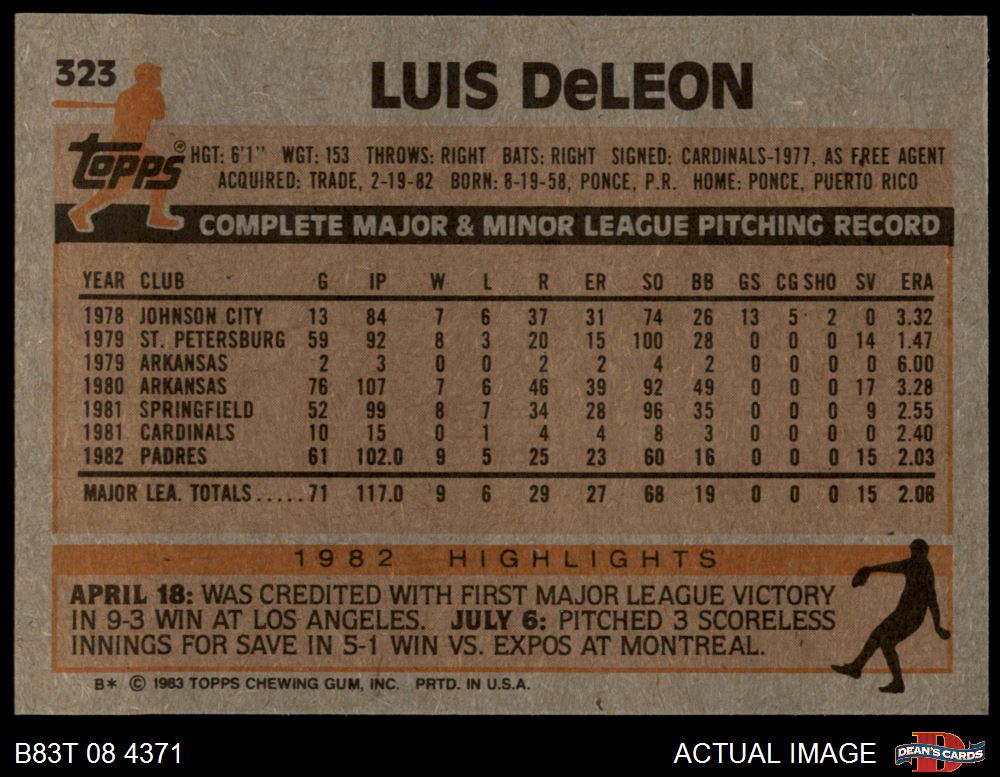 323
LUIS DeLEON
topps®
HGT: 6'1" WGT: 153 THROWS: RIGHT BATS: RIGHT SIGNED: CARDINALS-1977, AS FREE AGENT
ACQUIRED: TRADE, 2-19-82 BORN: 8-19-58, PONCE, P.R. HOME: PONCE, PUERTO RICO
COMPLETE MAJOR & MINOR LEAGUE PITCHING RECORD
YEAR CLUB G IP W L R ER SO BB GS CG SHO SV ERA
1978 JOHNSON CITY 13 84 7 6 37 31 74 26 13 5 2 0 3.32
1979 ST. PETERSBURG 59 92 8 3 20 15 100 28 0 0 0 14 1.47
1979 ARKANSAS 2 3 0 0 2 2 4 2 0 0 0 0 6.00
1980 ARKANSAS 76 107 7 6 46 39 92 49 0 0 0 17 3.28
1981 SPRINGFIELD 52 99 8 7 34 28 96 35 0 0 0 9 2.55
1981 CARDINALS 10 15 0 1 4 4 8 3 0 0 0 0 2.40
1982 PADRES 61 102.0 9 5 25 23 60 16 0 0 0 15 2.03
MAJOR LEA. TOTALS.....71 117.0 9 6 29 27 68 19 0 0 0 15 2.08
1982 HIGHLIGHTS
APRIL 18: WAS CREDITED WITH FIRST MAJOR LEAGUE VICTORY
IN 9-3 WIN AT LOS ANGELES. JULY 6: PITCHED 3 SCORELESS
INNINGS FOR SAVE IN 5-1 WIN VS. EXPOS AT MONTREAL.
B* © 1983 TOPPS CHEWING GUM, INC. PRTD. IN U.S.A.
B83T 08 4371
ACTUAL IMAGE
D
DEAN'S CARDS